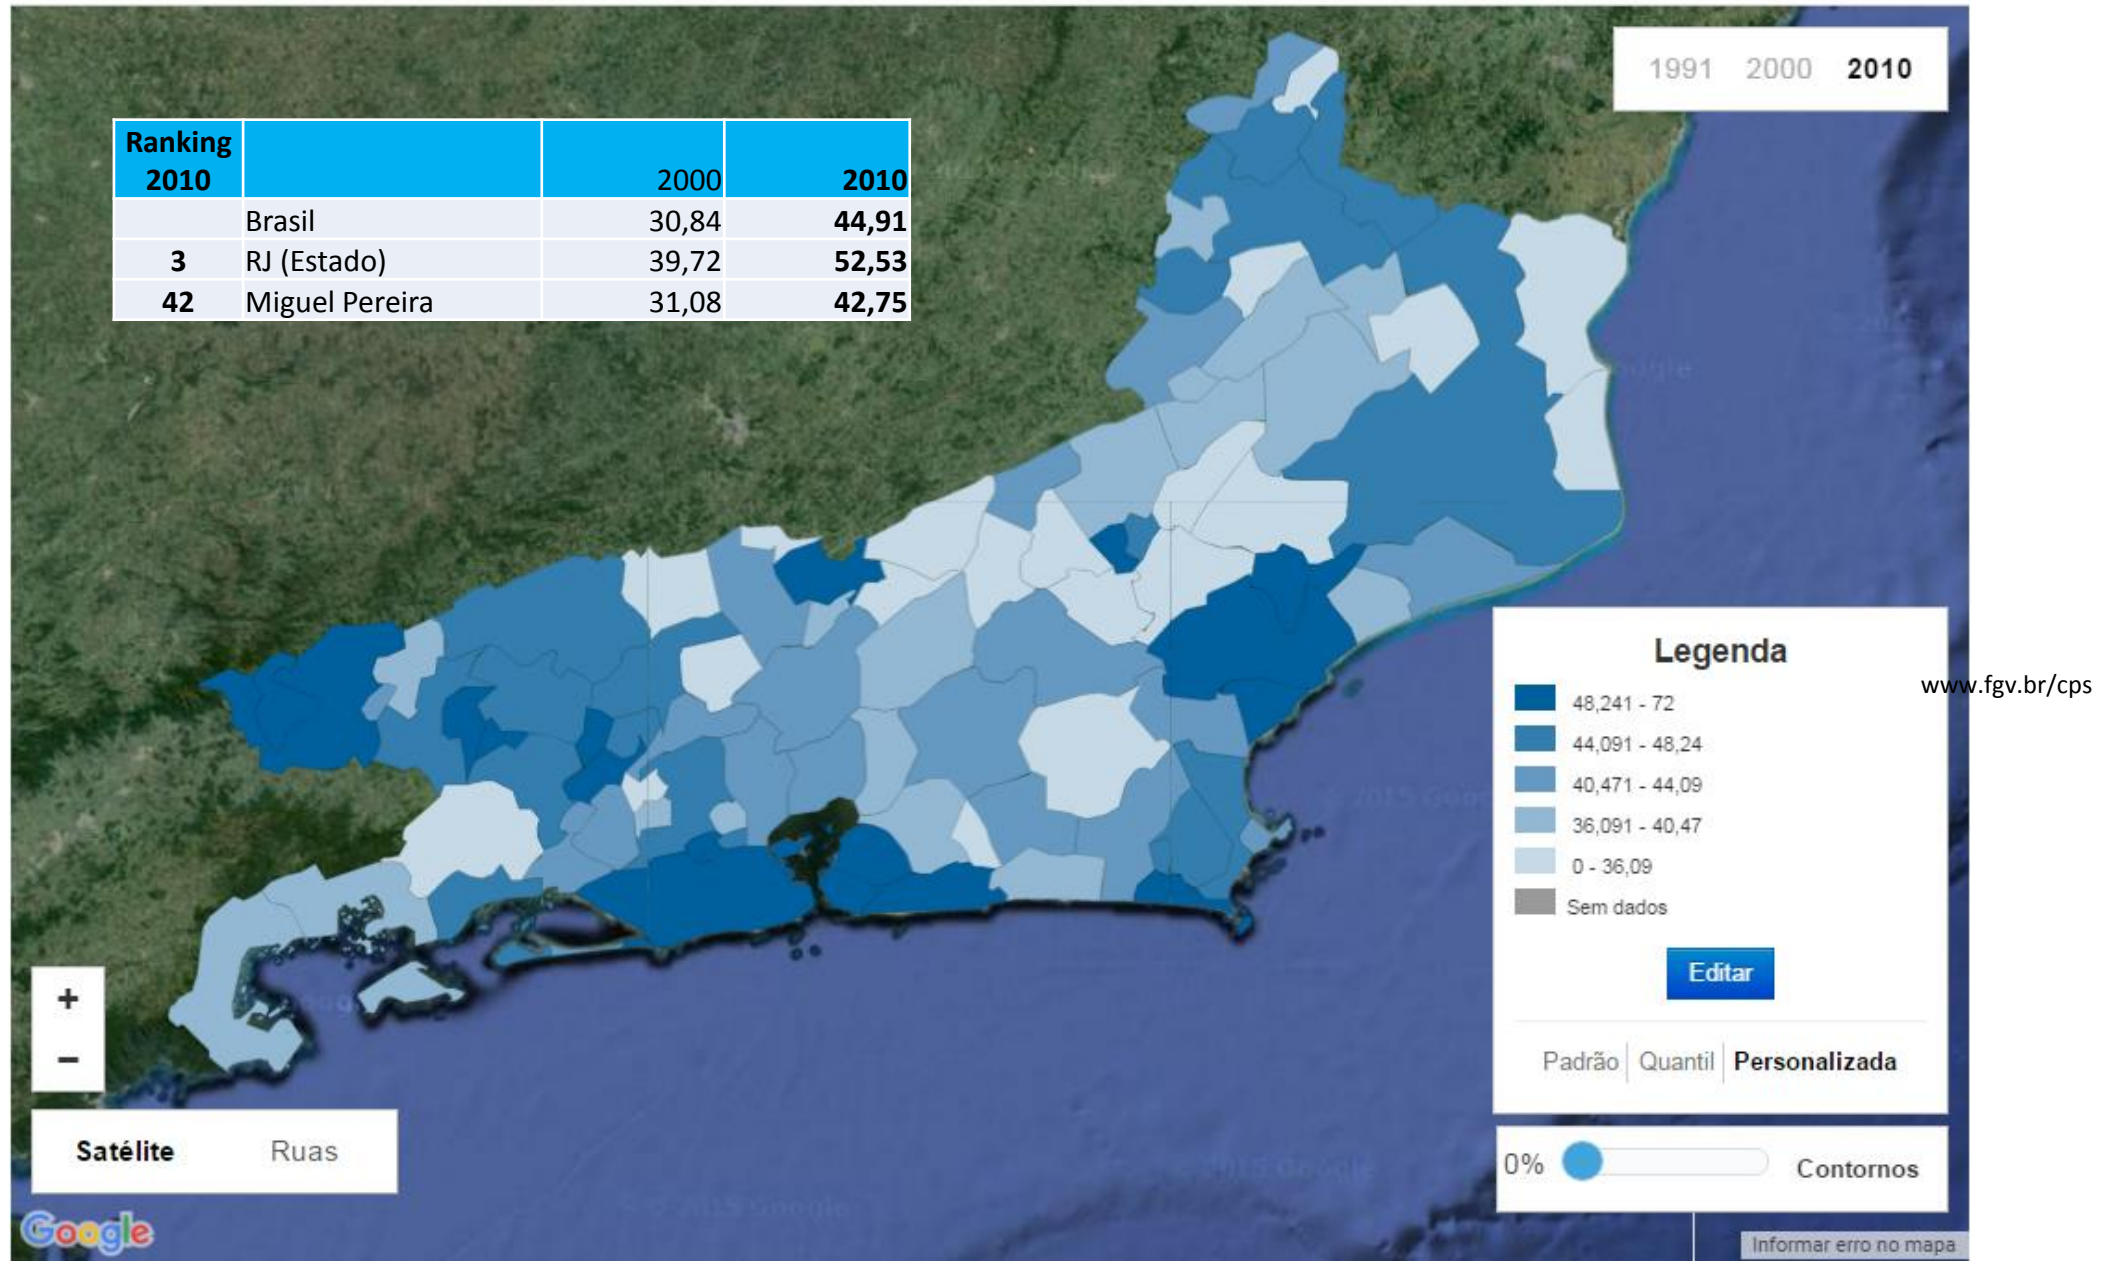 1991 2000 2010
Ranking
2010 2000 2010
Brasil 30,84 44,91
3 RJ (Estado) 39,72 52,53
42 Miguel Pereira 31,08 42,75
Legenda
48,241 - 72
44,091 - 48,24
40,471 - 44,09
36,091 - 40,47
0 - 36,09
Sem dados
www.fgv.br/cps
Editar
Padrão Quantil Personalizada
+
−
Satélite Ruas
0% Contornos
Google
Informar erro no mapa